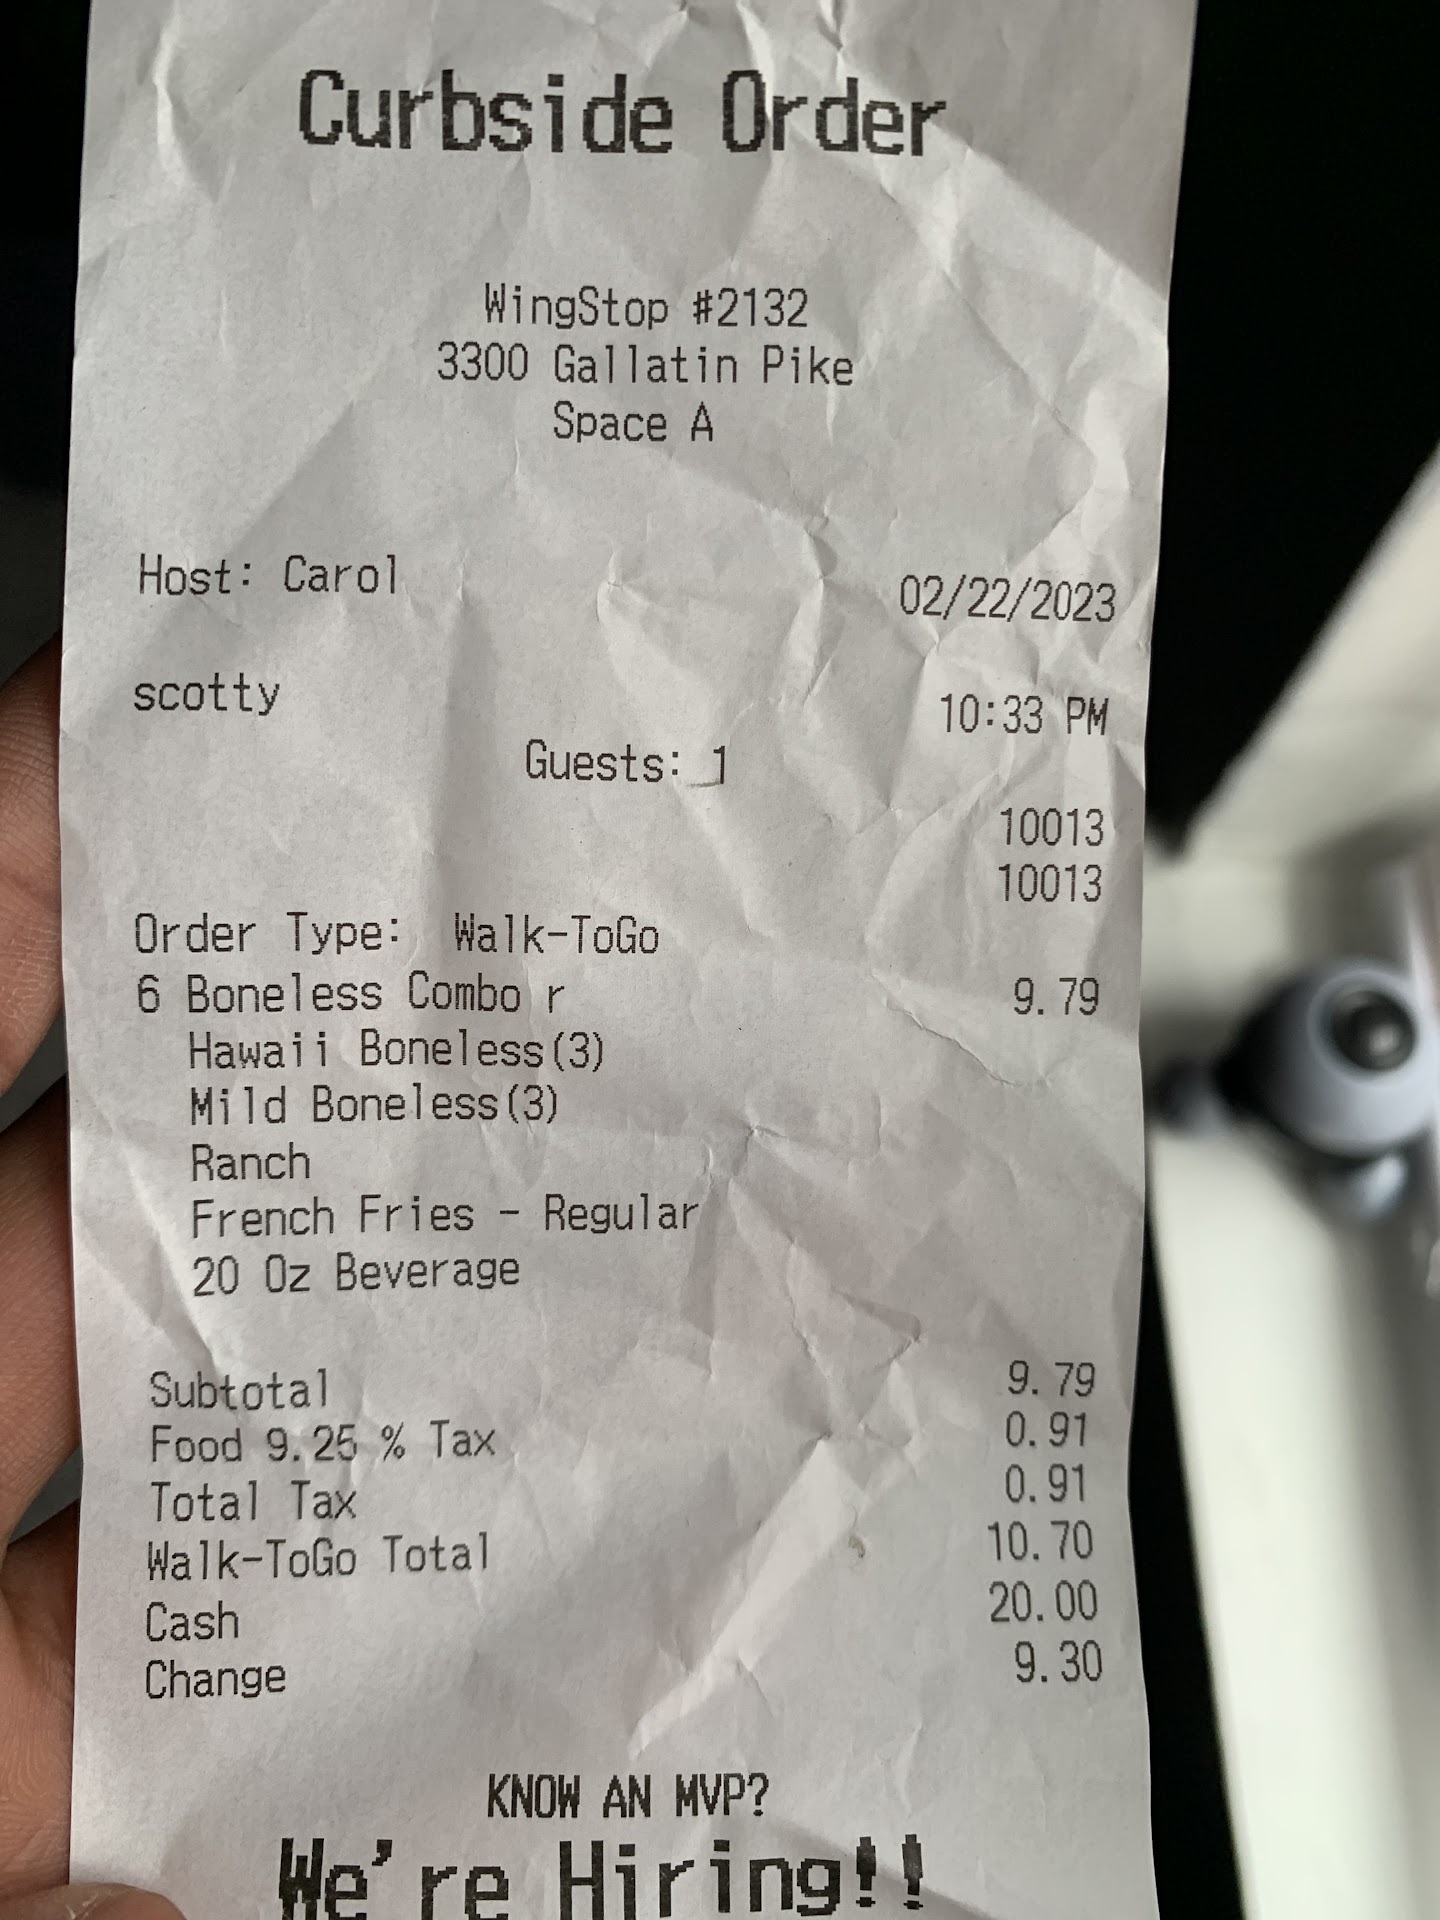 Curbside Order
WingStop #2132
3300 Gallatin Pike
Space A
Host: Carol
02/22/2023
scotty
10:33 PM
Guests: 1
10013
10013
Order Type: Walk-ToGo
6 Boneless Combo r 9.79
Hawaii Boneless(3)
Mild Boneless(3)
Ranch
French Fries - Regular
20 Oz Beverage
Subtotal 9.79
Food 9.25 % Tax 0.91
Total Tax 0.91
Walk-ToGo Total 10.70
Cash 20.00
Change 9.30
KNOW AN MVP?
We're Hiring!!